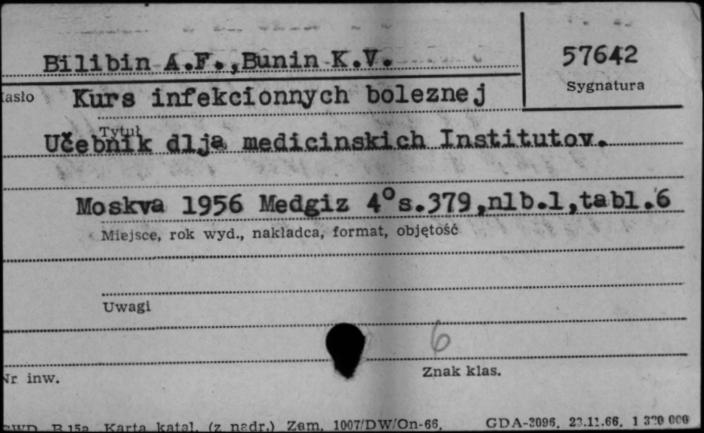 Bilibin A.F.,Bunin K.V.
57642
Sygnatura
Kurs infekcionnych boleznej
Tytuł
Učebnik dlja medicinskich Institutov.
Moskva 1956 Medgiz 4°s.379,nlb.1,tabl.6
Miejsce, rok wyd., nakładca, format, objętość
Uwagi
6
Nr inw.
Znak klas.
Karta katal. (z nadr.) Zam. 1007/DW/On-66. GDA-2096. 23.11.66.